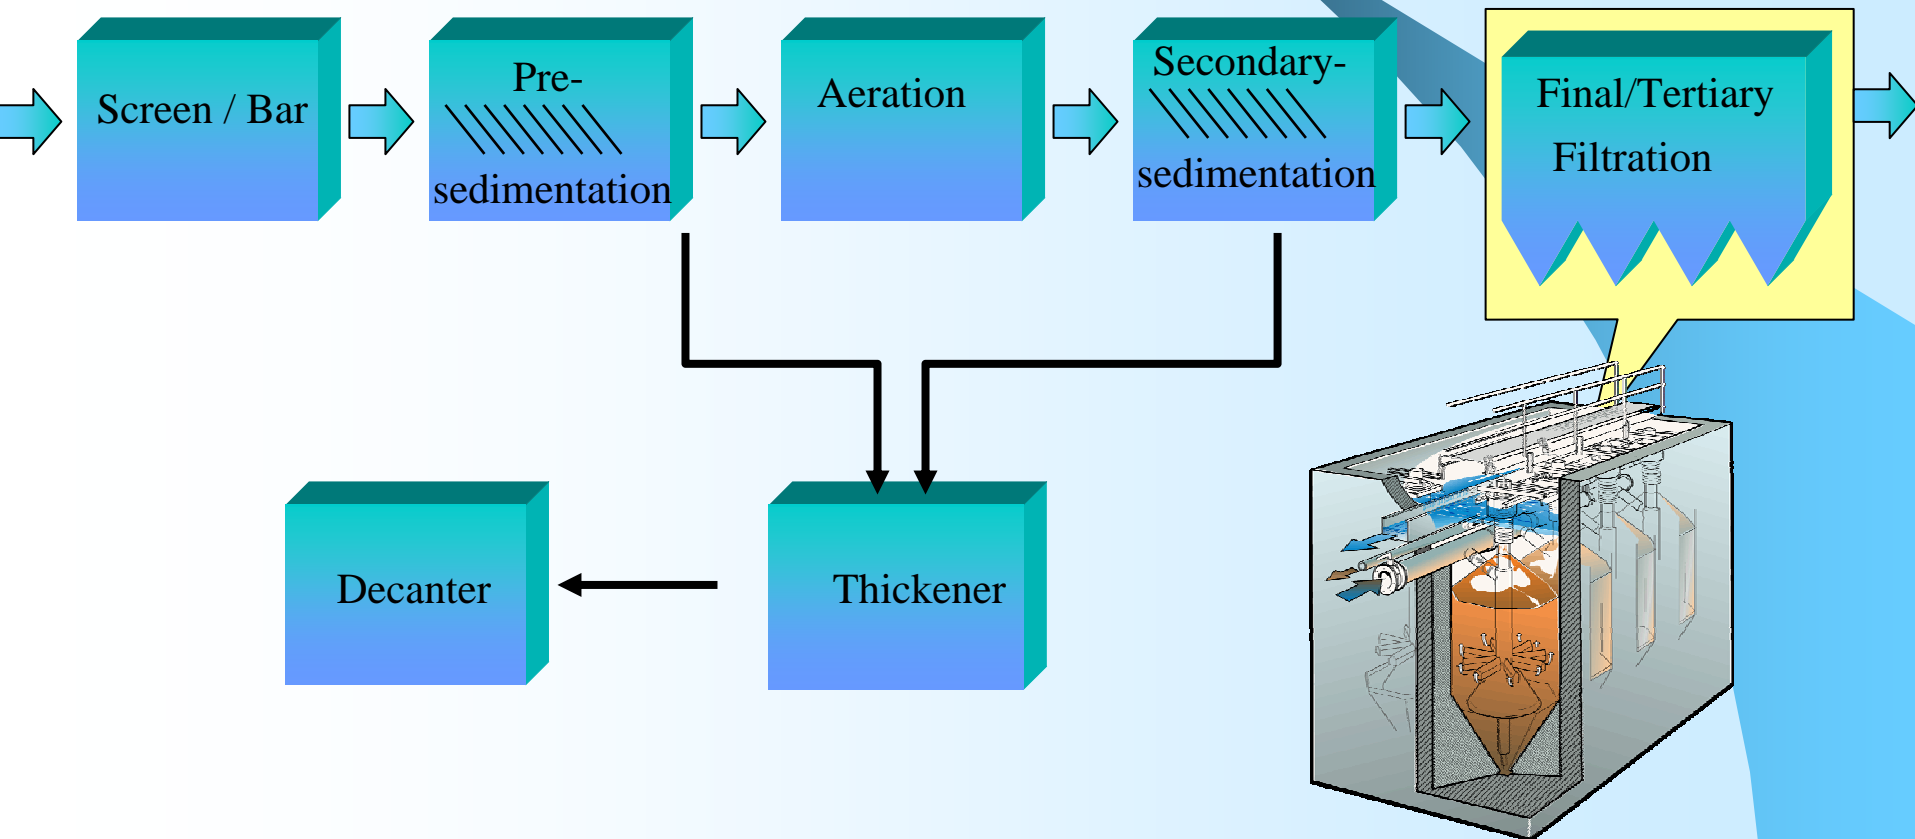 Screen / Bar
Pre-
sedimentation
Aeration
Secondary-
sedimentation
Final/Tertiary
Filtration
Decanter
Thickener